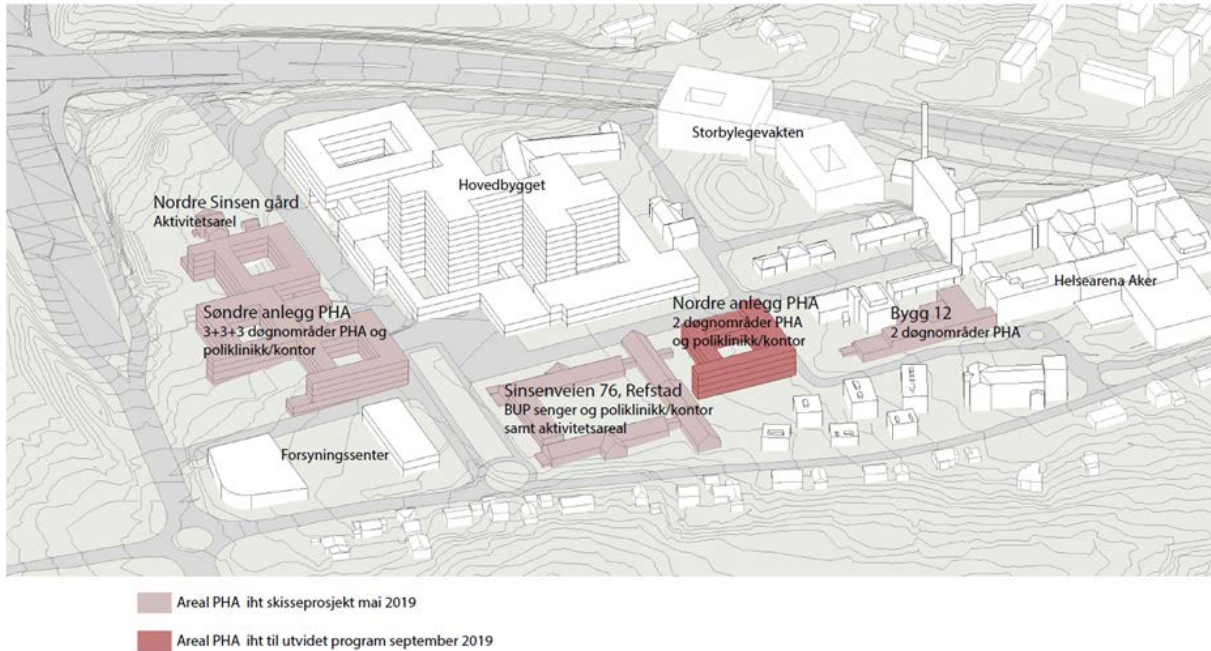 Storbylegevakten
Hovedbygget
Nordre Sinsen gård
Aktivitetsarel
Helsearena Aker
Søndre anlegg PHA
3+3+3 døgnområder PHA og
poliklinikk/kontor
Nordre anlegg PHA
2 døgnområder PHA
og poliklinikk/kontor
Bygg 12
2 døgnområder PHA
Sinsenveien 76, Refstad
BUP senger og poliklinikk/kontor
samt aktivitetsareal
Forsyningssenter
Areal PHA iht skisseprosjekt mai 2019
Areal PHA iht til utvidet program september 2019